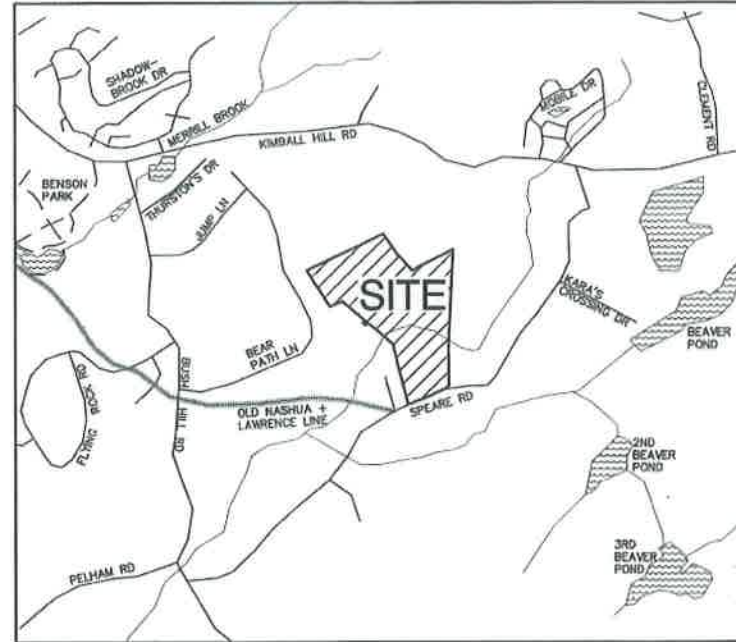 SHADOW-
BROOK DR
MERRILL BROOK
KIMBALL HILL RD
MOBILE DR
CLEMENT RD
BENSON
PARK
THURSTON'S DR
JUMP LN
SITE
KARA'S
CROSSING DR
BEAVER
POND
BEAR
PATH LN
FLYING
ROCK RD
BUSH
HILL RD
OLD NASHUA +
LAWRENCE LINE
SPEARE RD
2ND
BEAVER
POND
3RD
BEAVER
POND
PELHAM RD